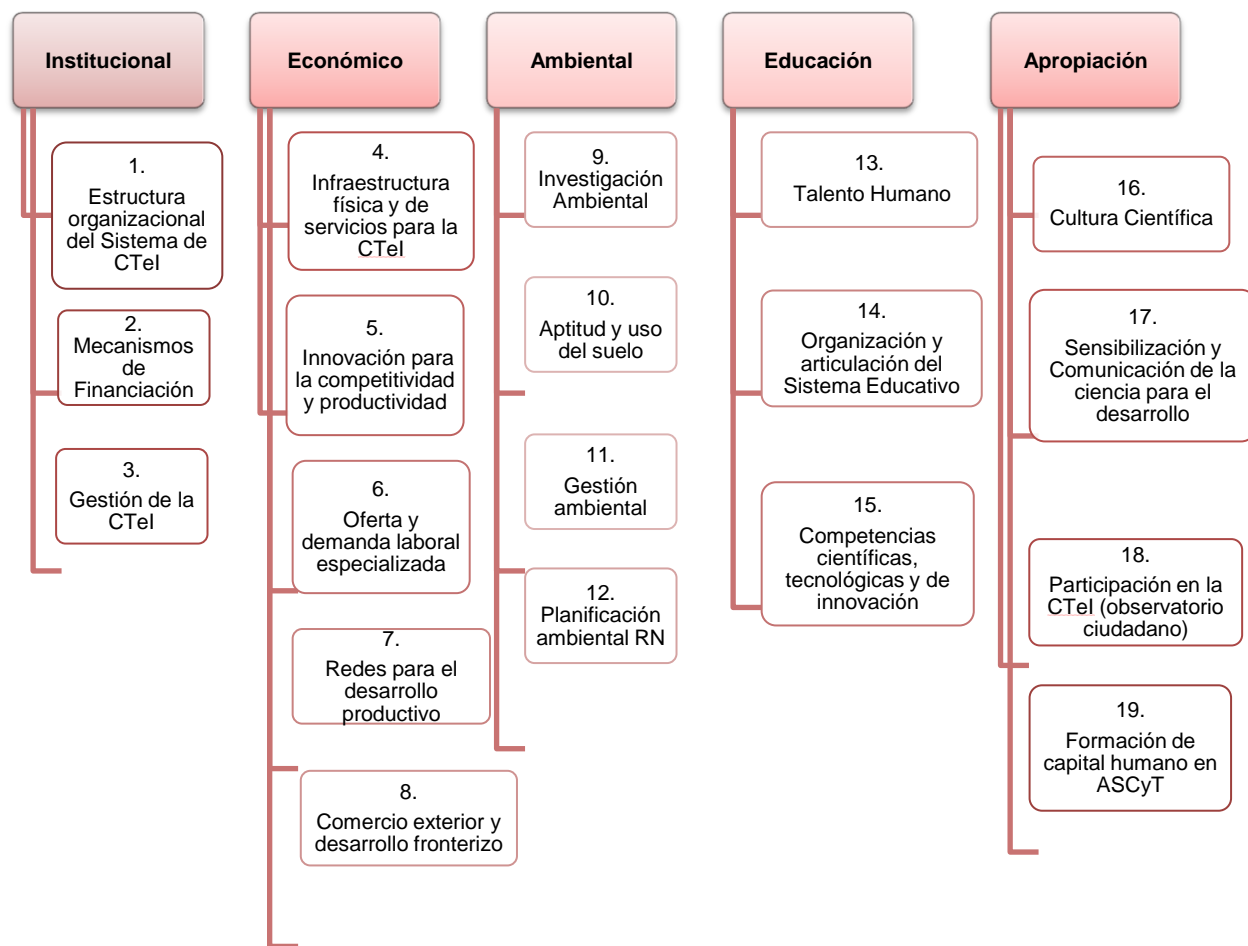 Institucional
1.
Estructura
organizacional
del Sistema de
CTeI
2.
Mecanismos
de
Financiación
3.
Gestión de la
CTeI
Económico
4.
Infraestructura
física y de
servicios para la
CTeI
5.
Innovación para
la competitividad
y productividad
6.
Oferta y
demanda laboral
especializada
7.
Redes para el
desarrollo
productivo
8.
Comercio exterior y
desarrollo fronterizo
Ambiental
9.
Investigación
Ambiental
10.
Aptitud y uso
del suelo
11.
Gestión
ambiental
12.
Planificación
ambiental RN
Educación
13.
Talento Humano
14.
Organización y
articulación del
Sistema Educativo
15.
Competencias
científicas,
tecnológicas y de
innovación
Apropiación
16.
Cultura Científica
17.
Sensibilización y
Comunicación de la
ciencia para el
desarrollo
18.
Participación en la
CTeI (observatorio
ciudadano)
19.
Formación de
capital humano en
ASCyT